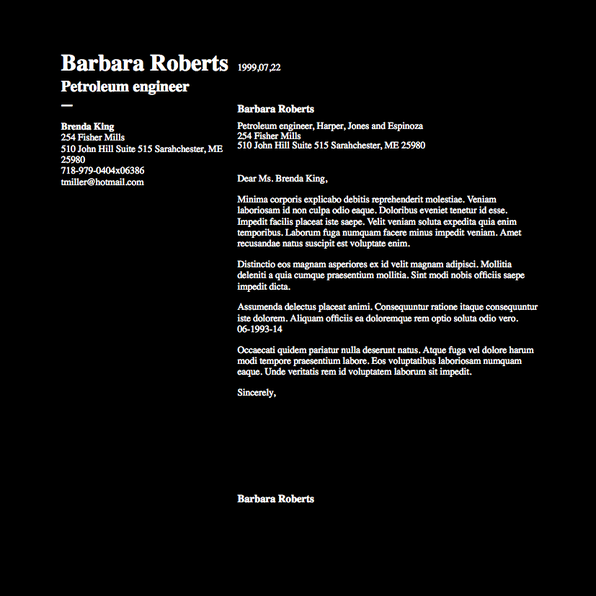 Barbara Roberts
Petroleum engineer
Brenda King
254 Fisher Mills
510 John Hill Suite 515 Sarahchester, ME
25980
718-979-0404x06386
tmiller@hotmail.com
1999,07,22
Barbara Roberts
Petroleum engineer, Harper, Jones and Espinoza
254 Fisher Mills
510 John Hill Suite 515 Sarahchester, ME 25980
Dear Ms. Brenda King,
Minima corporis explicabo debitis reprehenderit molestiae. Veniam
laboriosam id non culpa odio eaque. Doloribus eveniet tenetur id esse.
Impedit facilis placeat iste saepe. Velit veniam soluta expedita quia enim
temporibus. Laborum fuga numquam facere minus impedit veniam. Amet
recusandae natus suscipit est voluptate enim.
Distinctio eos magnam asperiores ex id velit magnam adipisci. Mollitia
deleniti a quia cumque praesentium mollitia. Sint modi nobis officiis saepe
impedit dicta.
Assumenda delectus placeat animi. Consequuntur ratione itaque consequuntur
iste dolorem. Aliquam officiis ea doloremque rem optio soluta odio vero.
06-1993-14
Occaecati quidem pariatur nulla deserunt natus. Atque fuga vel dolore harum
modi tempore praesentium labore. Eos voluptatibus laboriosam numquam
eaque. Unde veritatis rem id voluptatem laborum sit impedit.
Sincerely,
Barbara Roberts